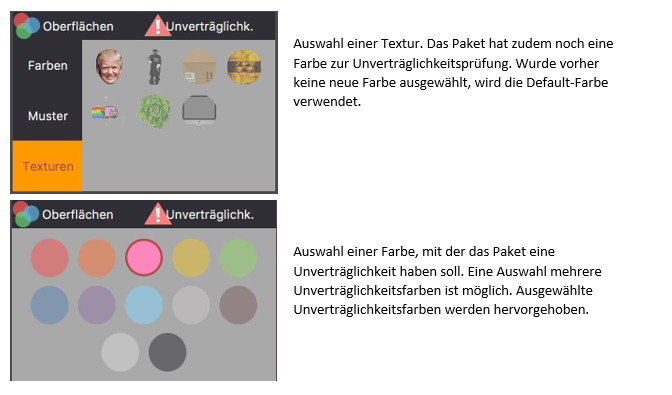 Oberflächen
Unverträglichk.
Farben
Muster
Texturen
Auswahl einer Textur. Das Paket hat zudem noch eine
Farbe zur Unverträglichkeitsprüfung. Wurde vorher
keine neue Farbe ausgewählt, wird die Default-Farbe
verwendet.
Oberflächen
Unverträglichk.
Auswahl einer Farbe, mit der das Paket eine
Unverträglichkeit haben soll. Eine Auswahl mehrere
Unverträglichkeitsfarben ist möglich. Ausgewählte
Unverträglichkeitsfarben werden hervorgehoben.